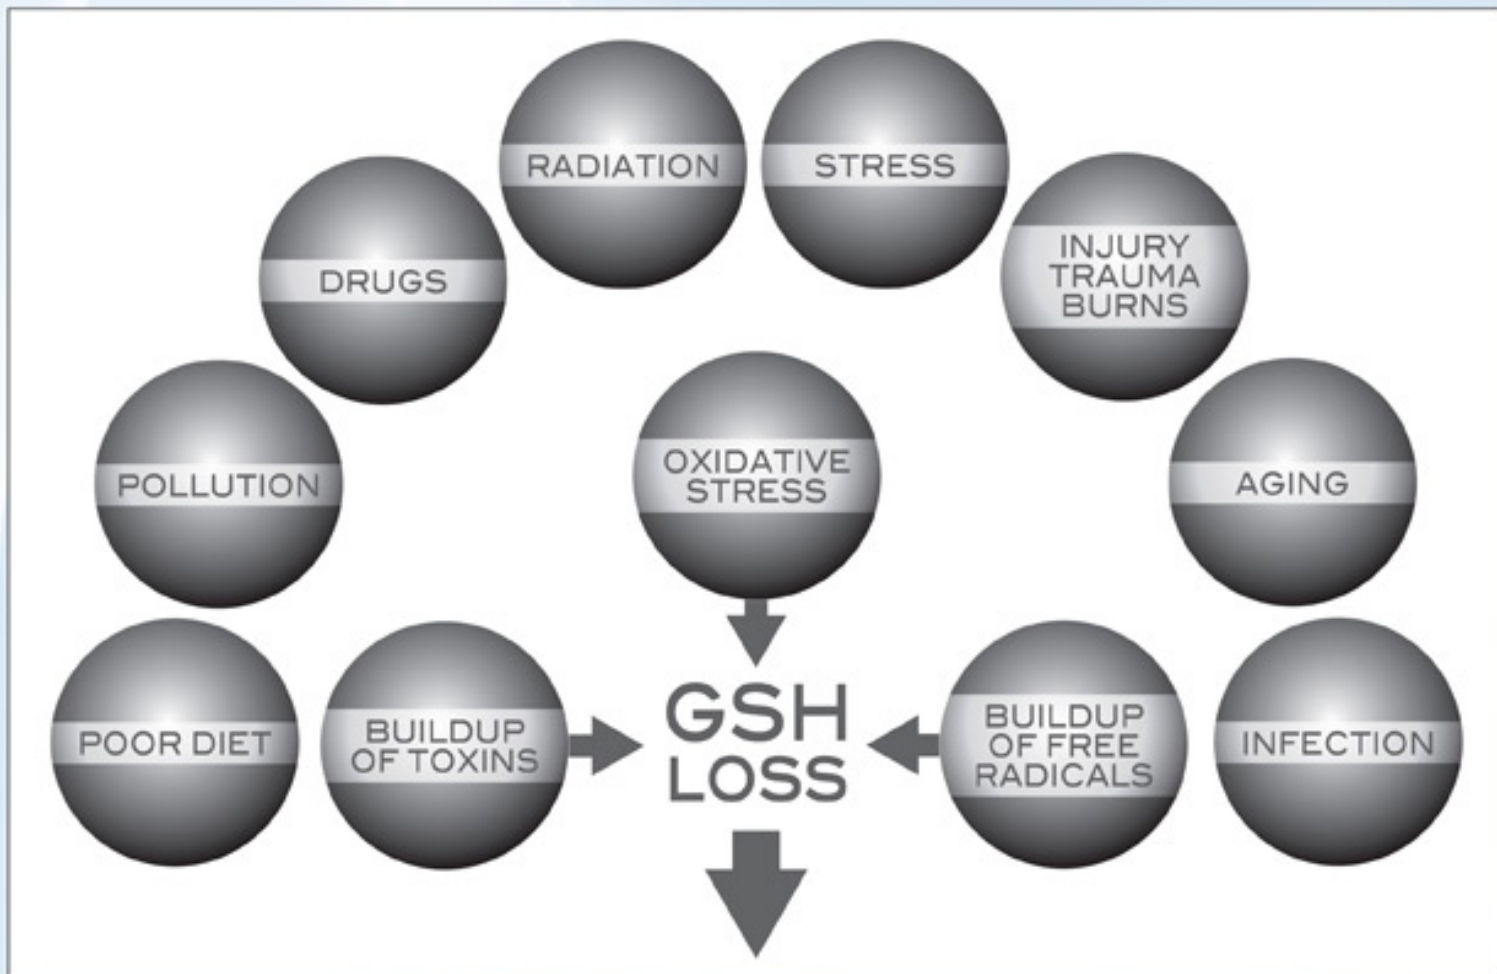 RADIATION
STRESS
DRUGS
INJURY
TRAUMA
BURNS
POLLUTION
OXIDATIVE
STRESS
AGING
POOR DIET
BUILDUP
OF TOXINS
GSH
LOSS
BUILDUP
OF FREE
RADICALS
INFECTION